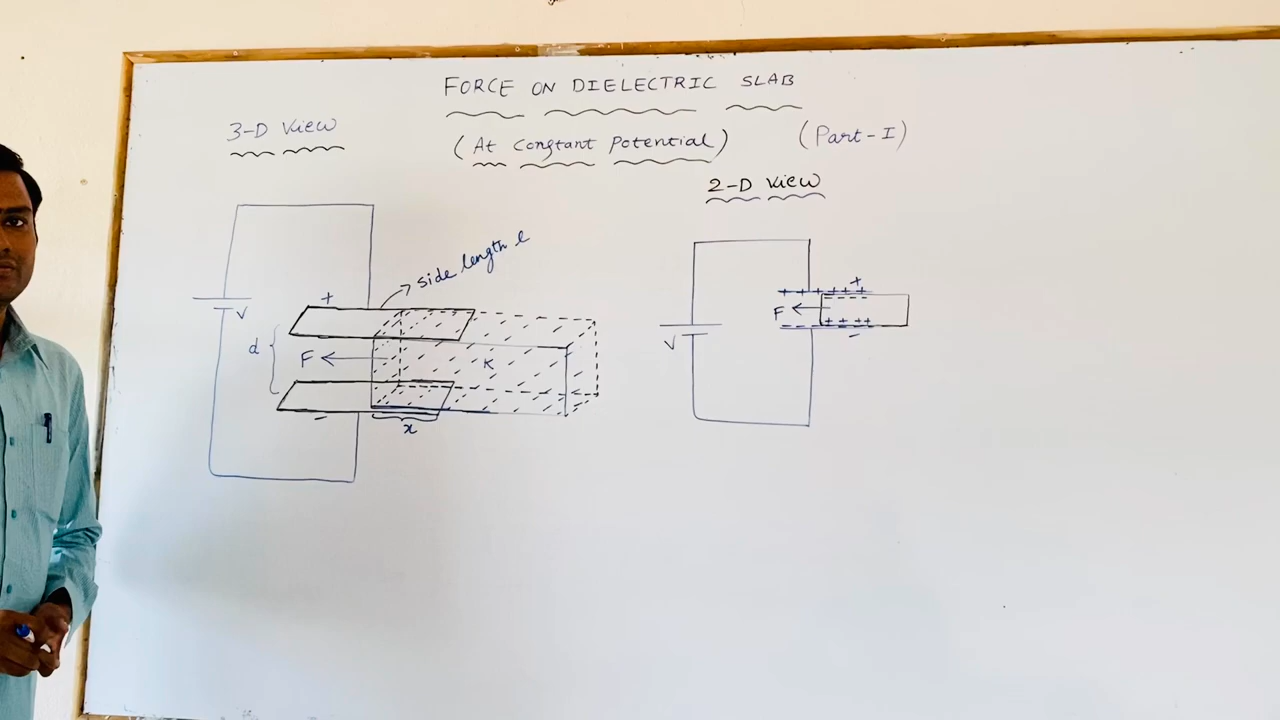 FORCE ON DIELECTRIC SLAB
(At Constant Potential) (Part-I)
3-D View
side length l
+
V
d
F
K
-
x
2-D View
+ + + + + + +
- - - -
F
+ + + +
- - - -
-
V